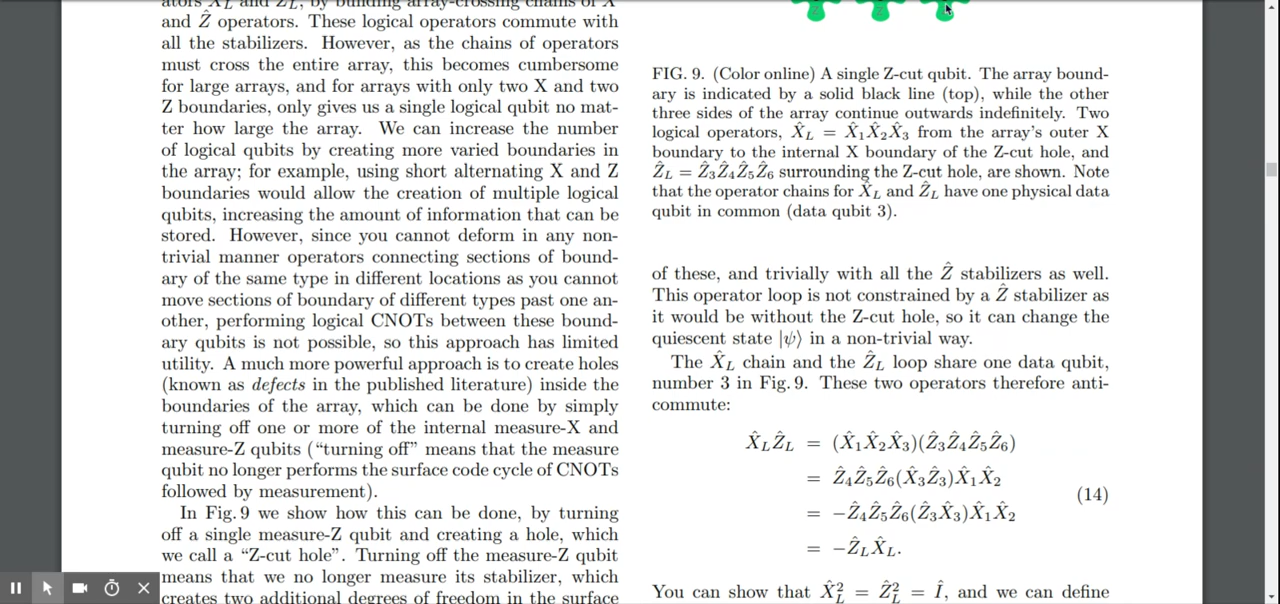 ators X̂_L and Ẑ_L, by building array-crossing chains of X̂
and Ẑ operators. These logical operators commute with
all the stabilizers. However, as the chains of operators
must cross the entire array, this becomes cumbersome
for large arrays, and for arrays with only two X and two
Z boundaries, only gives us a single logical qubit no mat-
ter how large the array. We can increase the number
of logical qubits by creating more varied boundaries in
the array; for example, using short alternating X and Z
boundaries would allow the creation of multiple logical
qubits, increasing the amount of information that can be
stored. However, since you cannot deform in any non-
trivial manner operators connecting sections of bound-
ary of the same type in different locations as you cannot
move sections of boundary of different types past one an-
other, performing logical CNOTs between these bound-
ary qubits is not possible, so this approach has limited
utility. A much more powerful approach is to create holes
(known as defects in the published literature) inside the
boundaries of the array, which can be done by simply
turning off one or more of the internal measure-X and
measure-Z qubits (“turning off” means that the measure
qubit no longer performs the surface code cycle of CNOTs
followed by measurement).
In Fig. 9 we show how this can be done, by turning
off a single measure-Z qubit and creating a hole, which
we call a “Z-cut hole”. Turning off the measure-Z qubit
means that we no longer measure its stabilizer, which
creates two additional degrees of freedom in the surface
FIG. 9. (Color online) A single Z-cut qubit. The array bound-
ary is indicated by a solid black line (top), while the other
three sides of the array continue outwards indefinitely. Two
logical operators, X̂_L = X̂₁X̂₂X̂₃ from the array's outer X
boundary to the internal X boundary of the Z-cut hole, and
Ẑ_L = Ẑ₃Ẑ₄Ẑ₅Ẑ₆ surrounding the Z-cut hole, are shown. Note
that the operator chains for X̂_L and Ẑ_L have one physical data
qubit in common (data qubit 3).
of these, and trivially with all the Ẑ stabilizers as well.
This operator loop is not constrained by a Ẑ stabilizer as
it would be without the Z-cut hole, so it can change the
quiescent state |ψ⟩ in a non-trivial way.
The X̂_L chain and the Ẑ_L loop share one data qubit,
number 3 in Fig. 9. These two operators therefore anti-
commute:
X̂_LẐ_L = (X̂₁X̂₂X̂₃)(Ẑ₃Ẑ₄Ẑ₅Ẑ₆)
= Ẑ₄Ẑ₅Ẑ₆(X̂₃Ẑ₃)X̂₁X̂₂
= −Ẑ₄Ẑ₅Ẑ₆(Ẑ₃X̂₃)X̂₁X̂₂
= −Ẑ_LX̂_L.
(14)
You can show that X̂_L² = Ẑ_L² = Î, and we can define